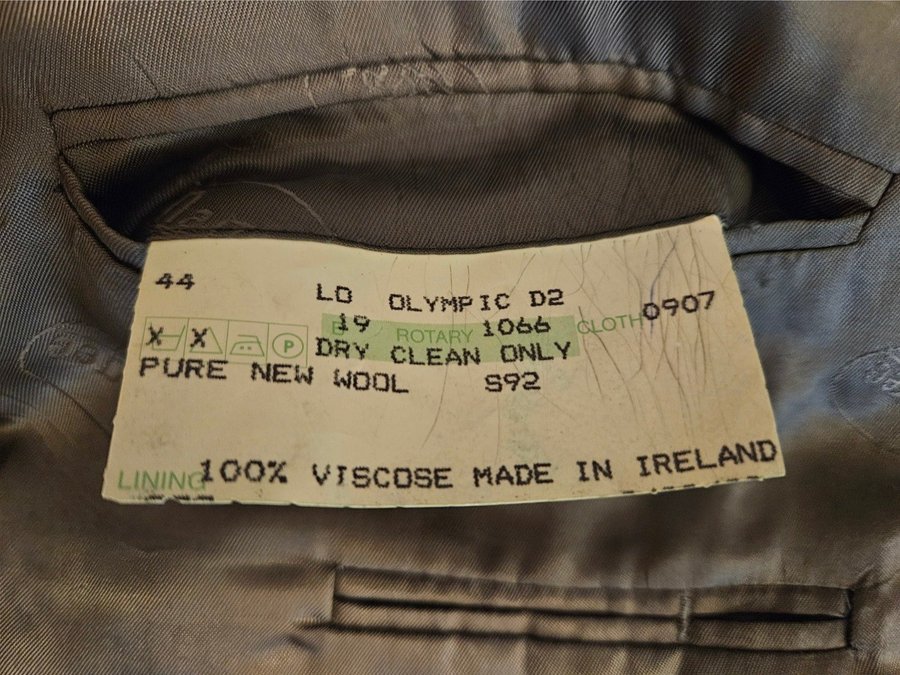 44
LO OLYMPIC D2
19 ROTARY 1066 CLOTH 0907
X X P DRY CLEAN ONLY
PURE NEW WOOL S92
LINING 100% VISCOSE MADE IN IRELAND